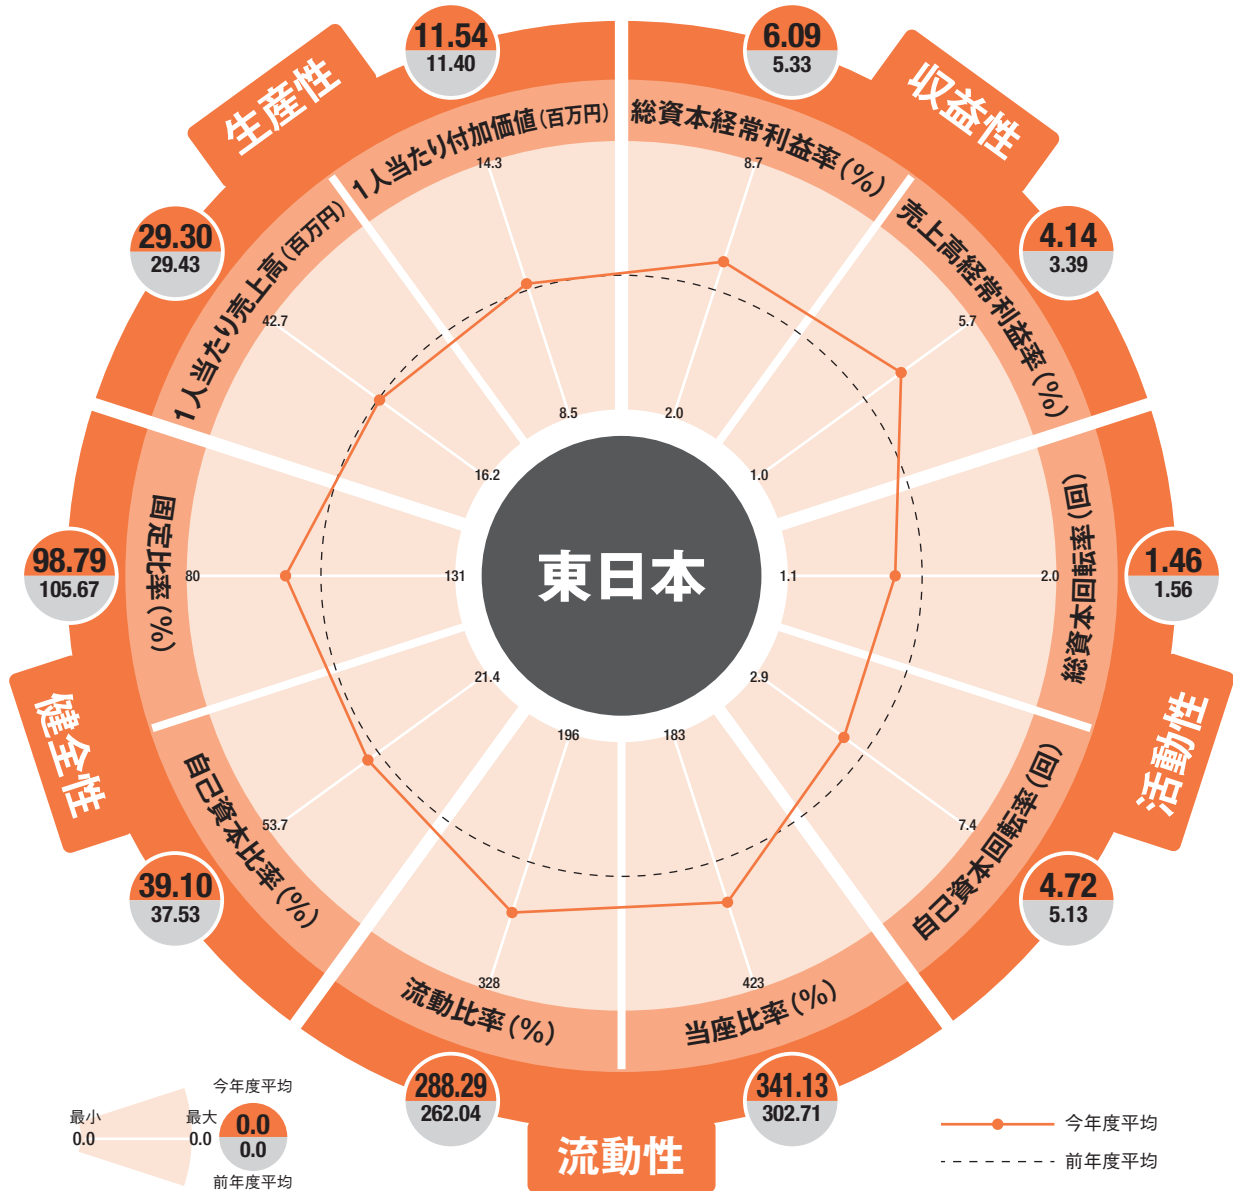 東日本
収益性
6.09
5.33
総資本経常利益率(%)
8.7
2.0
4.14
3.39
売上高経常利益率(%)
5.7
1.0
活動性
1.46
1.56
総資本回転率(回)
2.0
1.1
4.72
5.13
自己資本回転率(回)
7.4
2.9
流動性
341.13
302.71
当座比率(%)
423
183
288.29
262.04
流動比率(%)
328
196
健全性
39.10
37.53
自己資本比率(%)
53.7
21.4
98.79
105.67
固定比率(%)
80
131
生産性
29.30
29.43
1人当たり売上高(百万円)
42.7
16.2
11.54
11.40
1人当たり付加価値(百万円)
14.3
8.5
今年度平均
最小
最大
0.0
0.0
0.0
0.0
前年度平均
今年度平均
前年度平均